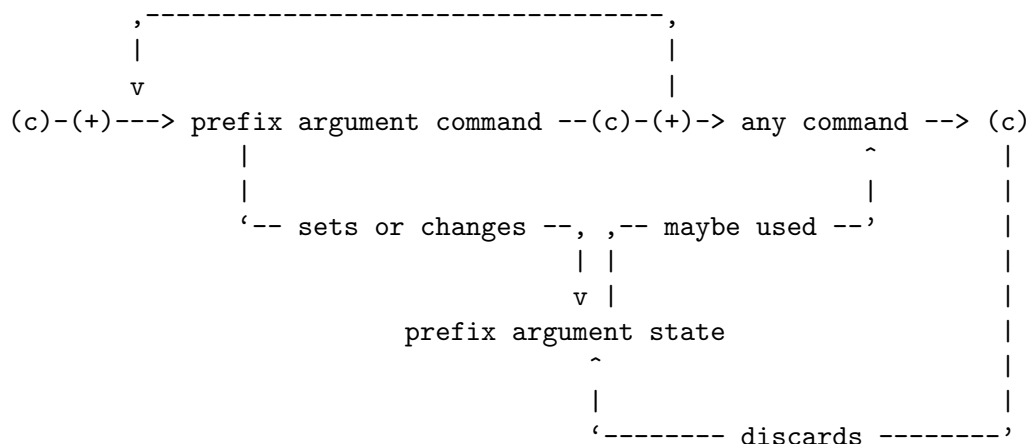 ,-----------------------------------,
|                                   |
v                                   |
(c)-(+)---> prefix argument command --(c)-(+)-> any command --> (c)
|                                       ^        |
|                                       |        |
‘-- sets or changes --, ,-- maybe used --’        |
| |                         |
v |                         |
prefix argument state                  |
^                         |
|                         |
‘-------- discards --------’